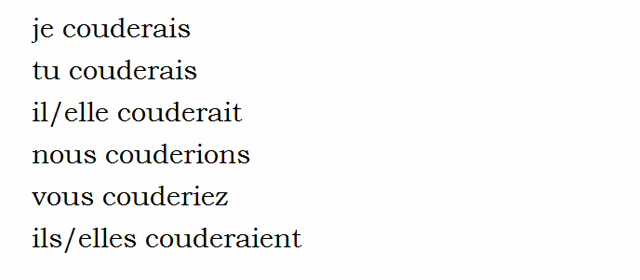 je couderais
tu couderais
il/elle couderait
nous couderions
vous couderiez
ils/elles couderaient